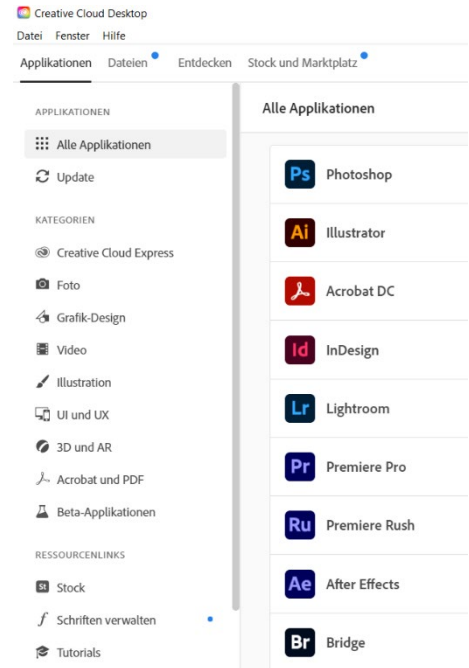 Creative Cloud Desktop
Datei Fenster Hilfe
Applikationen Dateien Entdecken Stock und Marktplatz
APPLIKATIONEN
Alle Applikationen
Update
KATEGORIEN
Creative Cloud Express
Foto
Grafik-Design
Video
Illustration
UI und UX
3D und AR
Acrobat und PDF
Beta-Applikationen
RESSOURCENLINKS
St Stock
Schriften verwalten
Tutorials
Alle Applikationen
Ps Photoshop
Ai Illustrator
Acrobat DC
Id InDesign
Lr Lightroom
Pr Premiere Pro
Ru Premiere Rush
Ae After Effects
Br Bridge